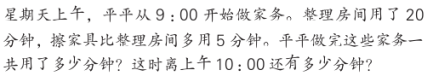 星期天上午，平平从 9：00 开始做家务。整理房间用了 20
分钟，擦家具比整理房间多用 5 分钟。平平做完这些家务一
共用了多少分钟？这时离上午 10：00 还有多少分钟？